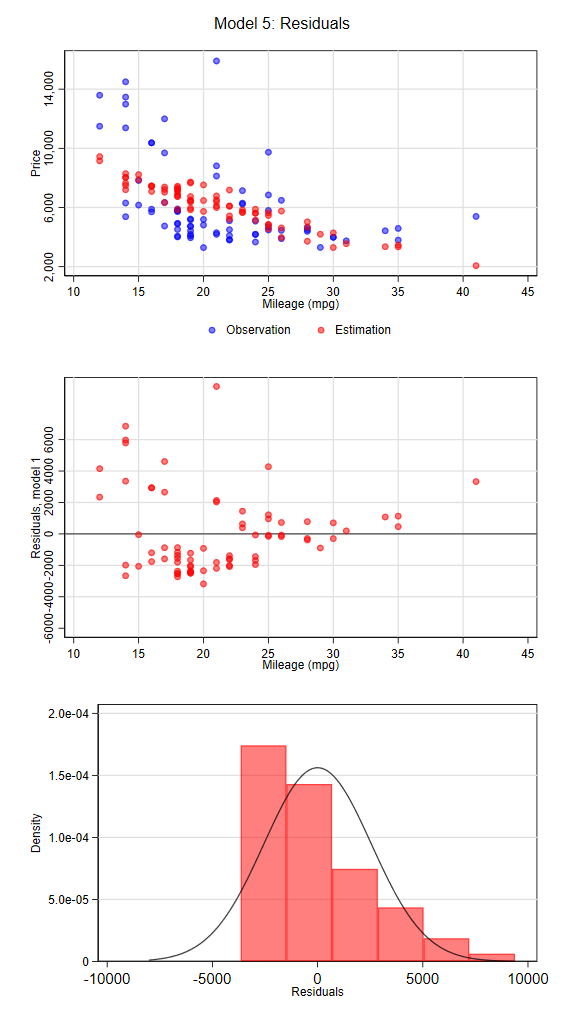 Model 5: Residuals
Price
14,000
10,000
6,000
2,000
10 15 20 25 30 35 40 45
Mileage (mpg)
Observation Estimation
Residuals, model 1
-6000 -4000 -2000 0 2000 4000 6000
10 15 20 25 30 35 40 45
Mileage (mpg)
Density
2.0e-04
1.5e-04
1.0e-04
5.0e-05
0
-10000 -5000 0 5000 10000
Residuals